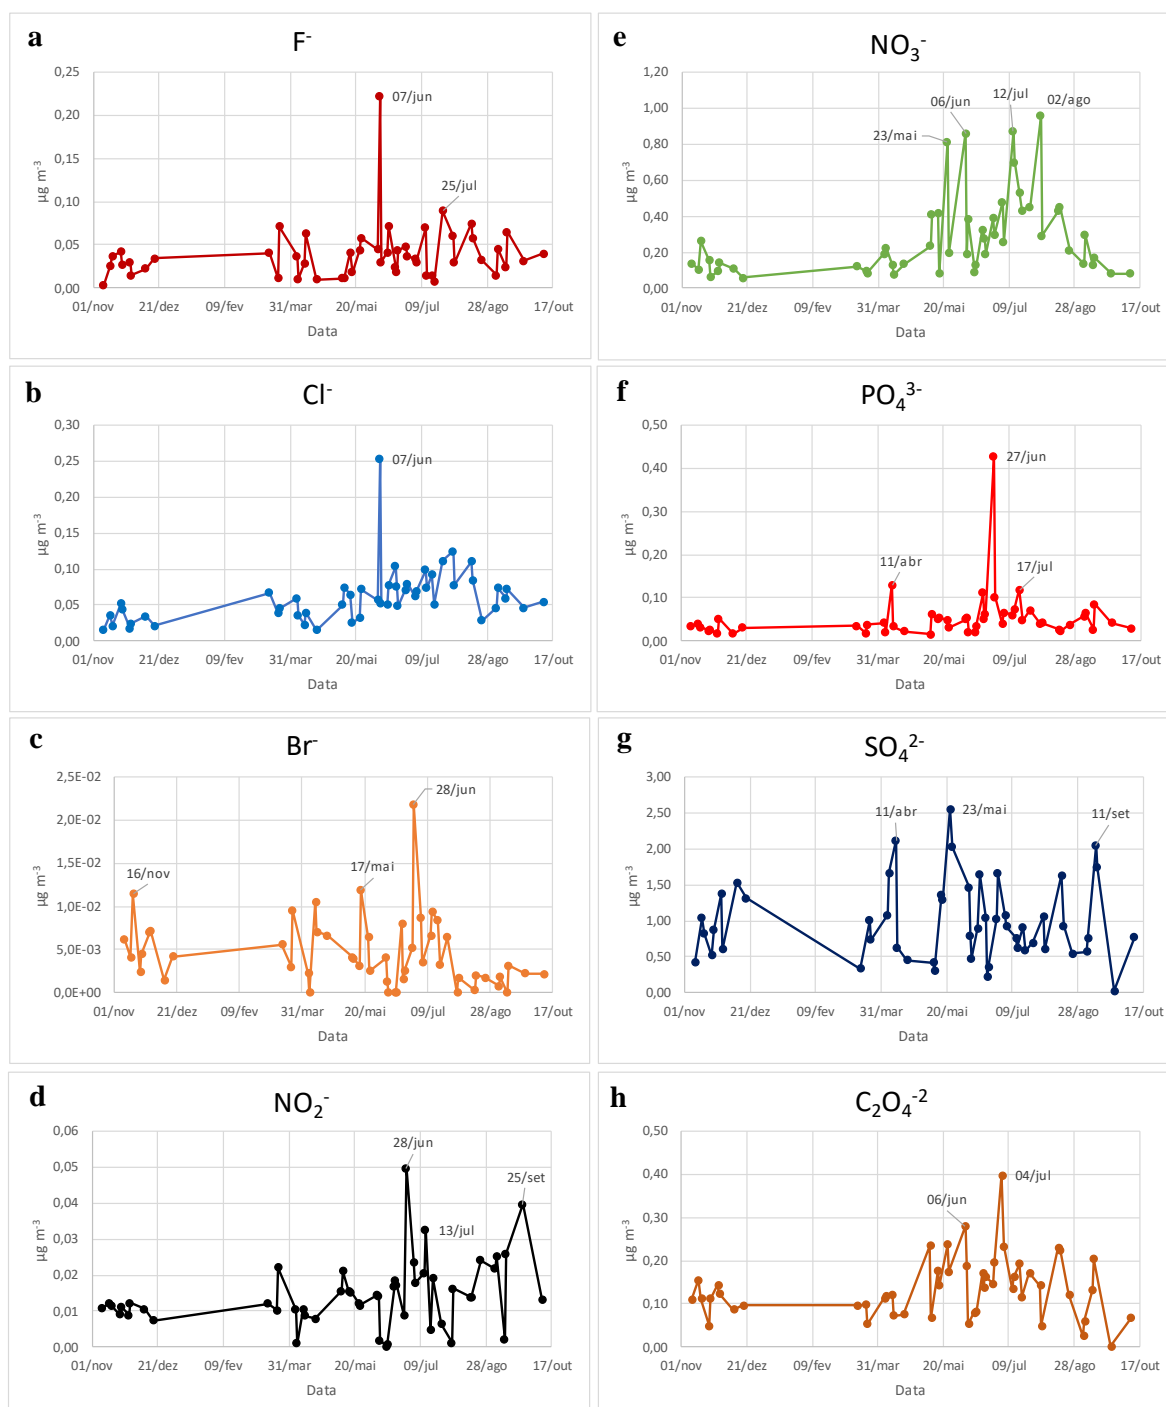 a
F-
0,25
0,20
0,15
0,10
0,05
0,00
µg m-3
07/jun
25/jul
01/nov 21/dez 09/fev 31/mar 20/mai 09/jul 28/ago 17/out
Data
e
NO3-
1,20
1,00
0,80
0,60
0,40
0,20
0,00
µg m-3
23/mai
06/jun
12/jul
02/ago
01/nov 21/dez 09/fev 31/mar 20/mai 09/jul 28/ago 17/out
Data
b
Cl-
0,30
0,25
0,20
0,15
0,10
0,05
0,00
µg m-3
07/jun
01/nov 21/dez 09/fev 31/mar 20/mai 09/jul 28/ago 17/out
Data
f
PO43-
0,50
0,40
0,30
0,20
0,10
0,00
µg m-3
11/abr
27/jun
17/jul
01/nov 21/dez 09/fev 31/mar 20/mai 09/jul 28/ago 17/out
Data
c
Br-
2,5E-02
2,0E-02
1,5E-02
1,0E-02
5,0E-03
0,0E+00
µg m-3
16/nov
17/mai
28/jun
01/nov 21/dez 09/fev 31/mar 20/mai 09/jul 28/ago 17/out
Data
g
SO42-
3,00
2,50
2,00
1,50
1,00
0,50
0,00
µg m-3
11/abr
23/mai
11/set
01/nov 21/dez 09/fev 31/mar 20/mai 09/jul 28/ago 17/out
Data
d
NO2-
0,06
0,05
0,04
0,03
0,02
0,01
0,00
µg m-3
28/jun
13/jul
25/set
01/nov 21/dez 09/fev 31/mar 20/mai 09/jul 28/ago 17/out
Data
h
C2O4-2
0,50
0,40
0,30
0,20
0,10
0,00
µg m-3
06/jun
04/jul
01/nov 21/dez 09/fev 31/mar 20/mai 09/jul 28/ago 17/out
Data